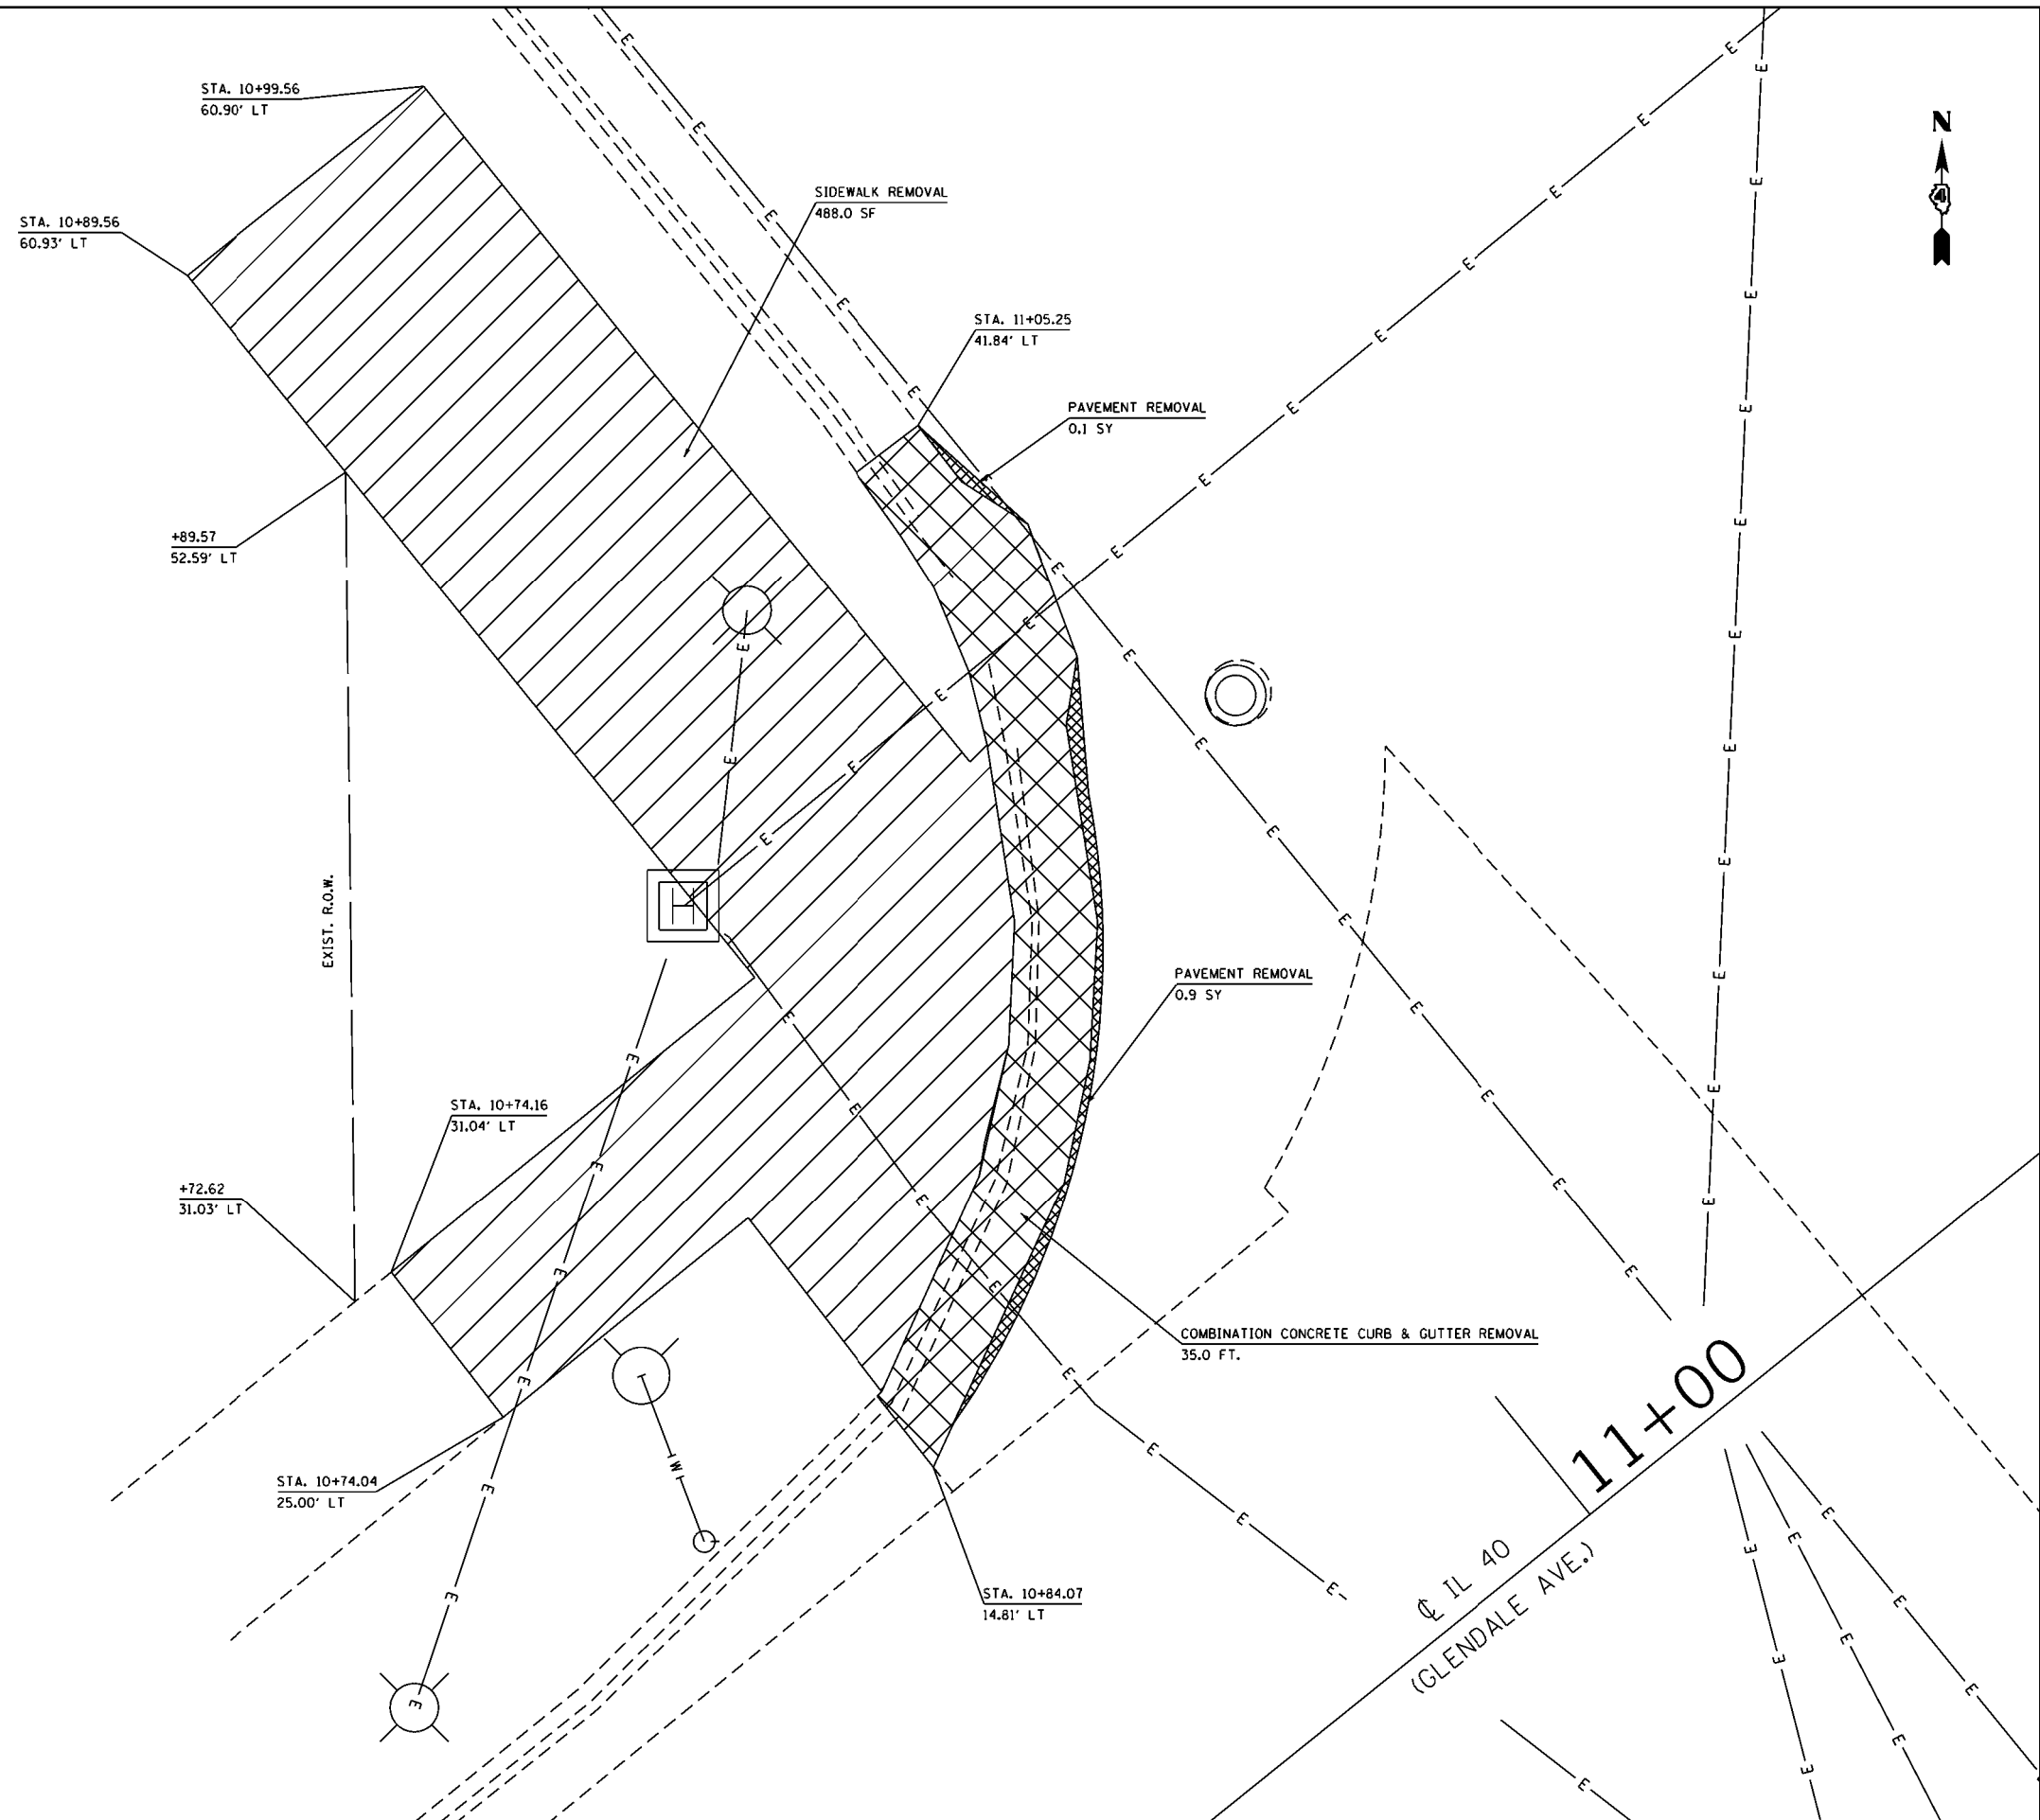 STA. 10+99.56
60.90' LT
N
4
SIDEWALK REMOVAL
488.0 SF
STA. 10+89.56
60.93' LT
STA. 11+05.25
41.84' LT
PAVEMENT REMOVAL
0.1 SY
+89.57
52.59' LT
EXIST. R.O.W.
H
PAVEMENT REMOVAL
0.9 SY
STA. 10+74.16
31.04' LT
+72.62
31.03' LT
COMBINATION CONCRETE CURB & GUTTER REMOVAL
35.0 FT.
11+00
STA. 10+74.04
25.00' LT
W
STA. 10+84.07
14.81' LT
℄ IL 40
(GLENDALE AVE.)
E